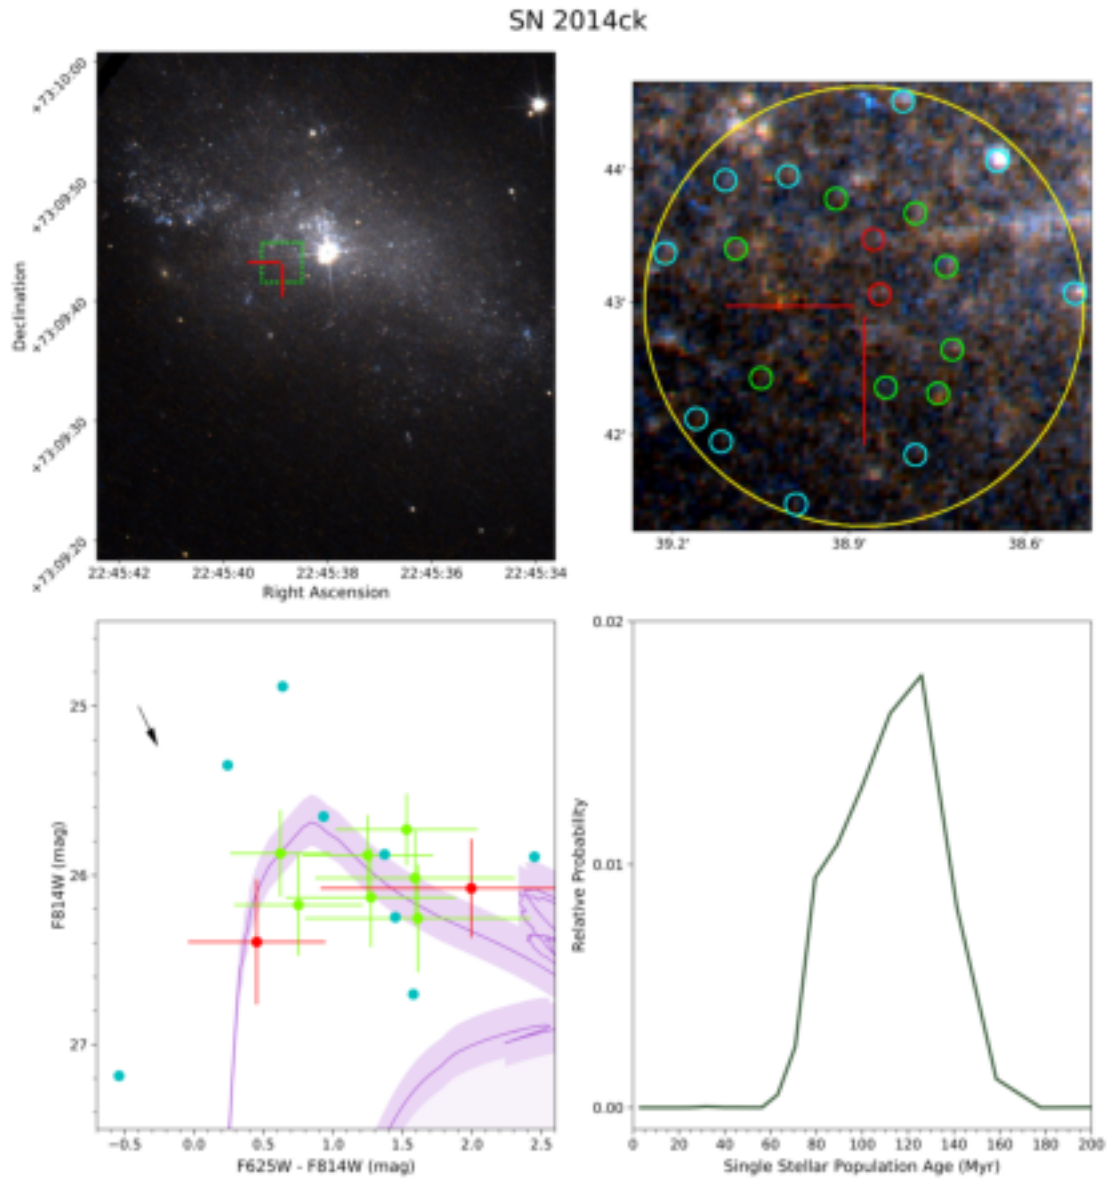 SN 2014ck
+73:10:00
+73:09:50
+73:09:40
+73:09:30
+73:09:20
Declination
22:45:42 22:45:40 22:45:38 22:45:36 22:45:34
Right Ascension
44'
43'
42'
39.2' 38.9' 38.6'
25
26
27
F814W (mag)
−0.5 0.0 0.5 1.0 1.5 2.0 2.5
F625W - F814W (mag)
0.02
0.01
0.00
Relative Probability
0 20 40 60 80 100 120 140 160 180 200
Single Stellar Population Age (Myr)